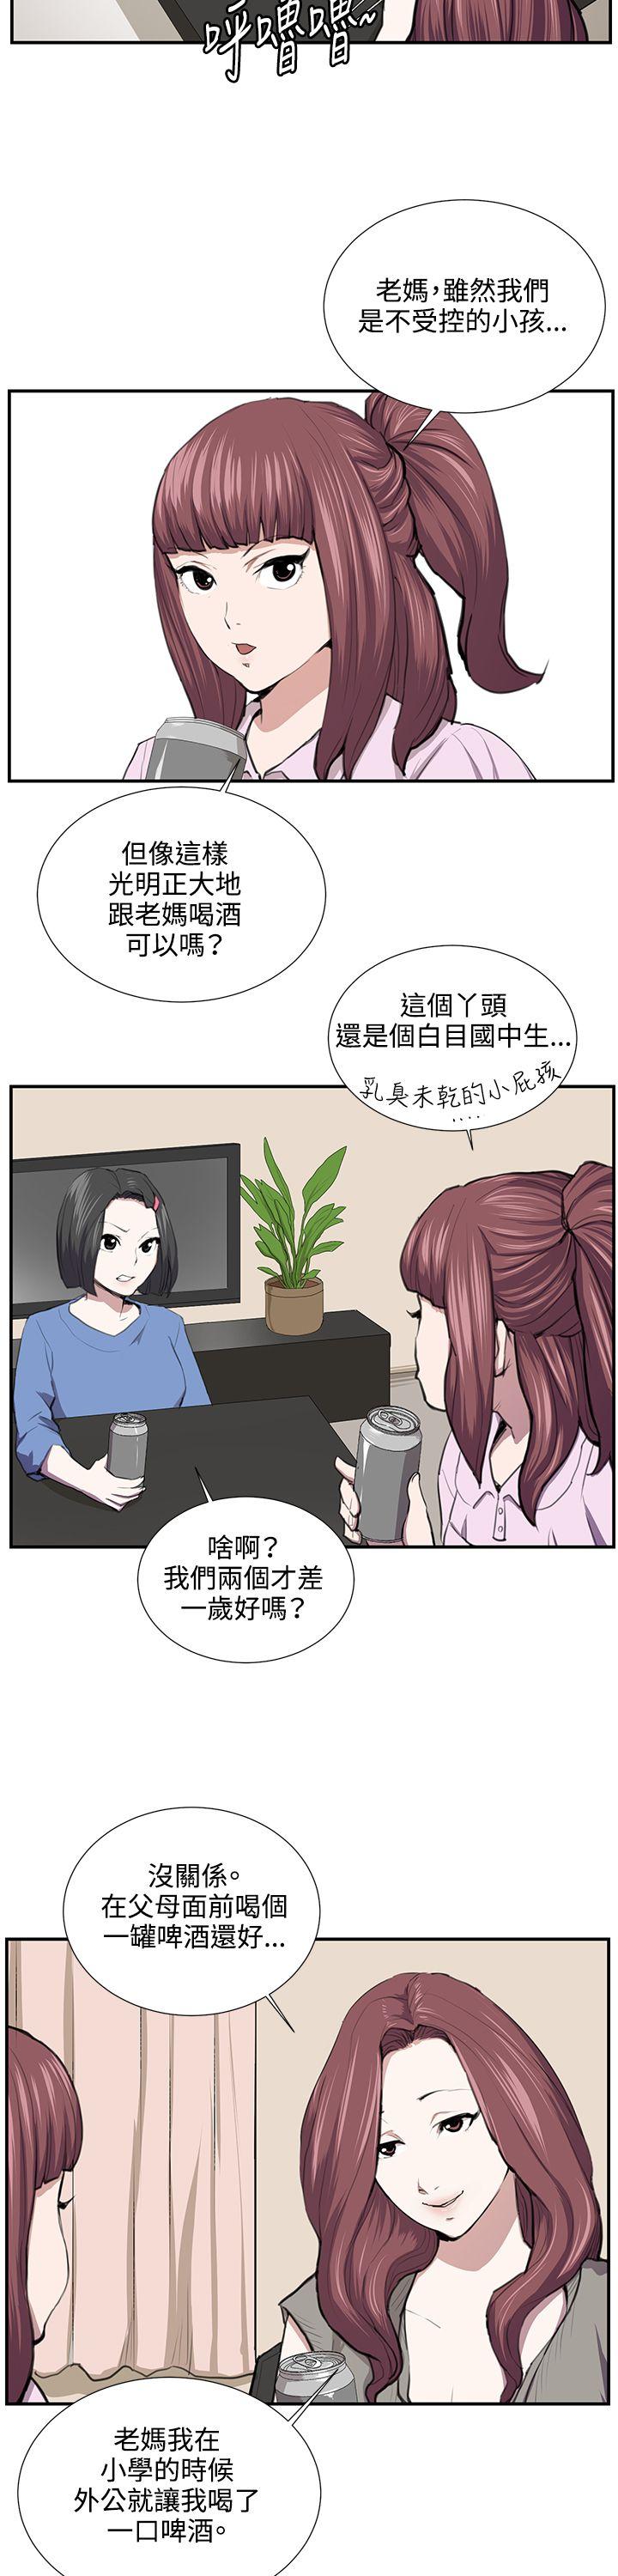 呼嚕嚕~
老媽，雖然我們
是不受控的小孩…
但像這樣
光明正大地
跟老媽喝酒
可以嗎？
這個丫頭
還是個白目國中生…
乳臭未乾的小屁孩
....
啥啊？
我們兩個才差
一歲好嗎？
沒關係。
在父母面前喝個
一罐啤酒還好…
老媽我在
小學的時候
外公就讓我喝了
一口啤酒。